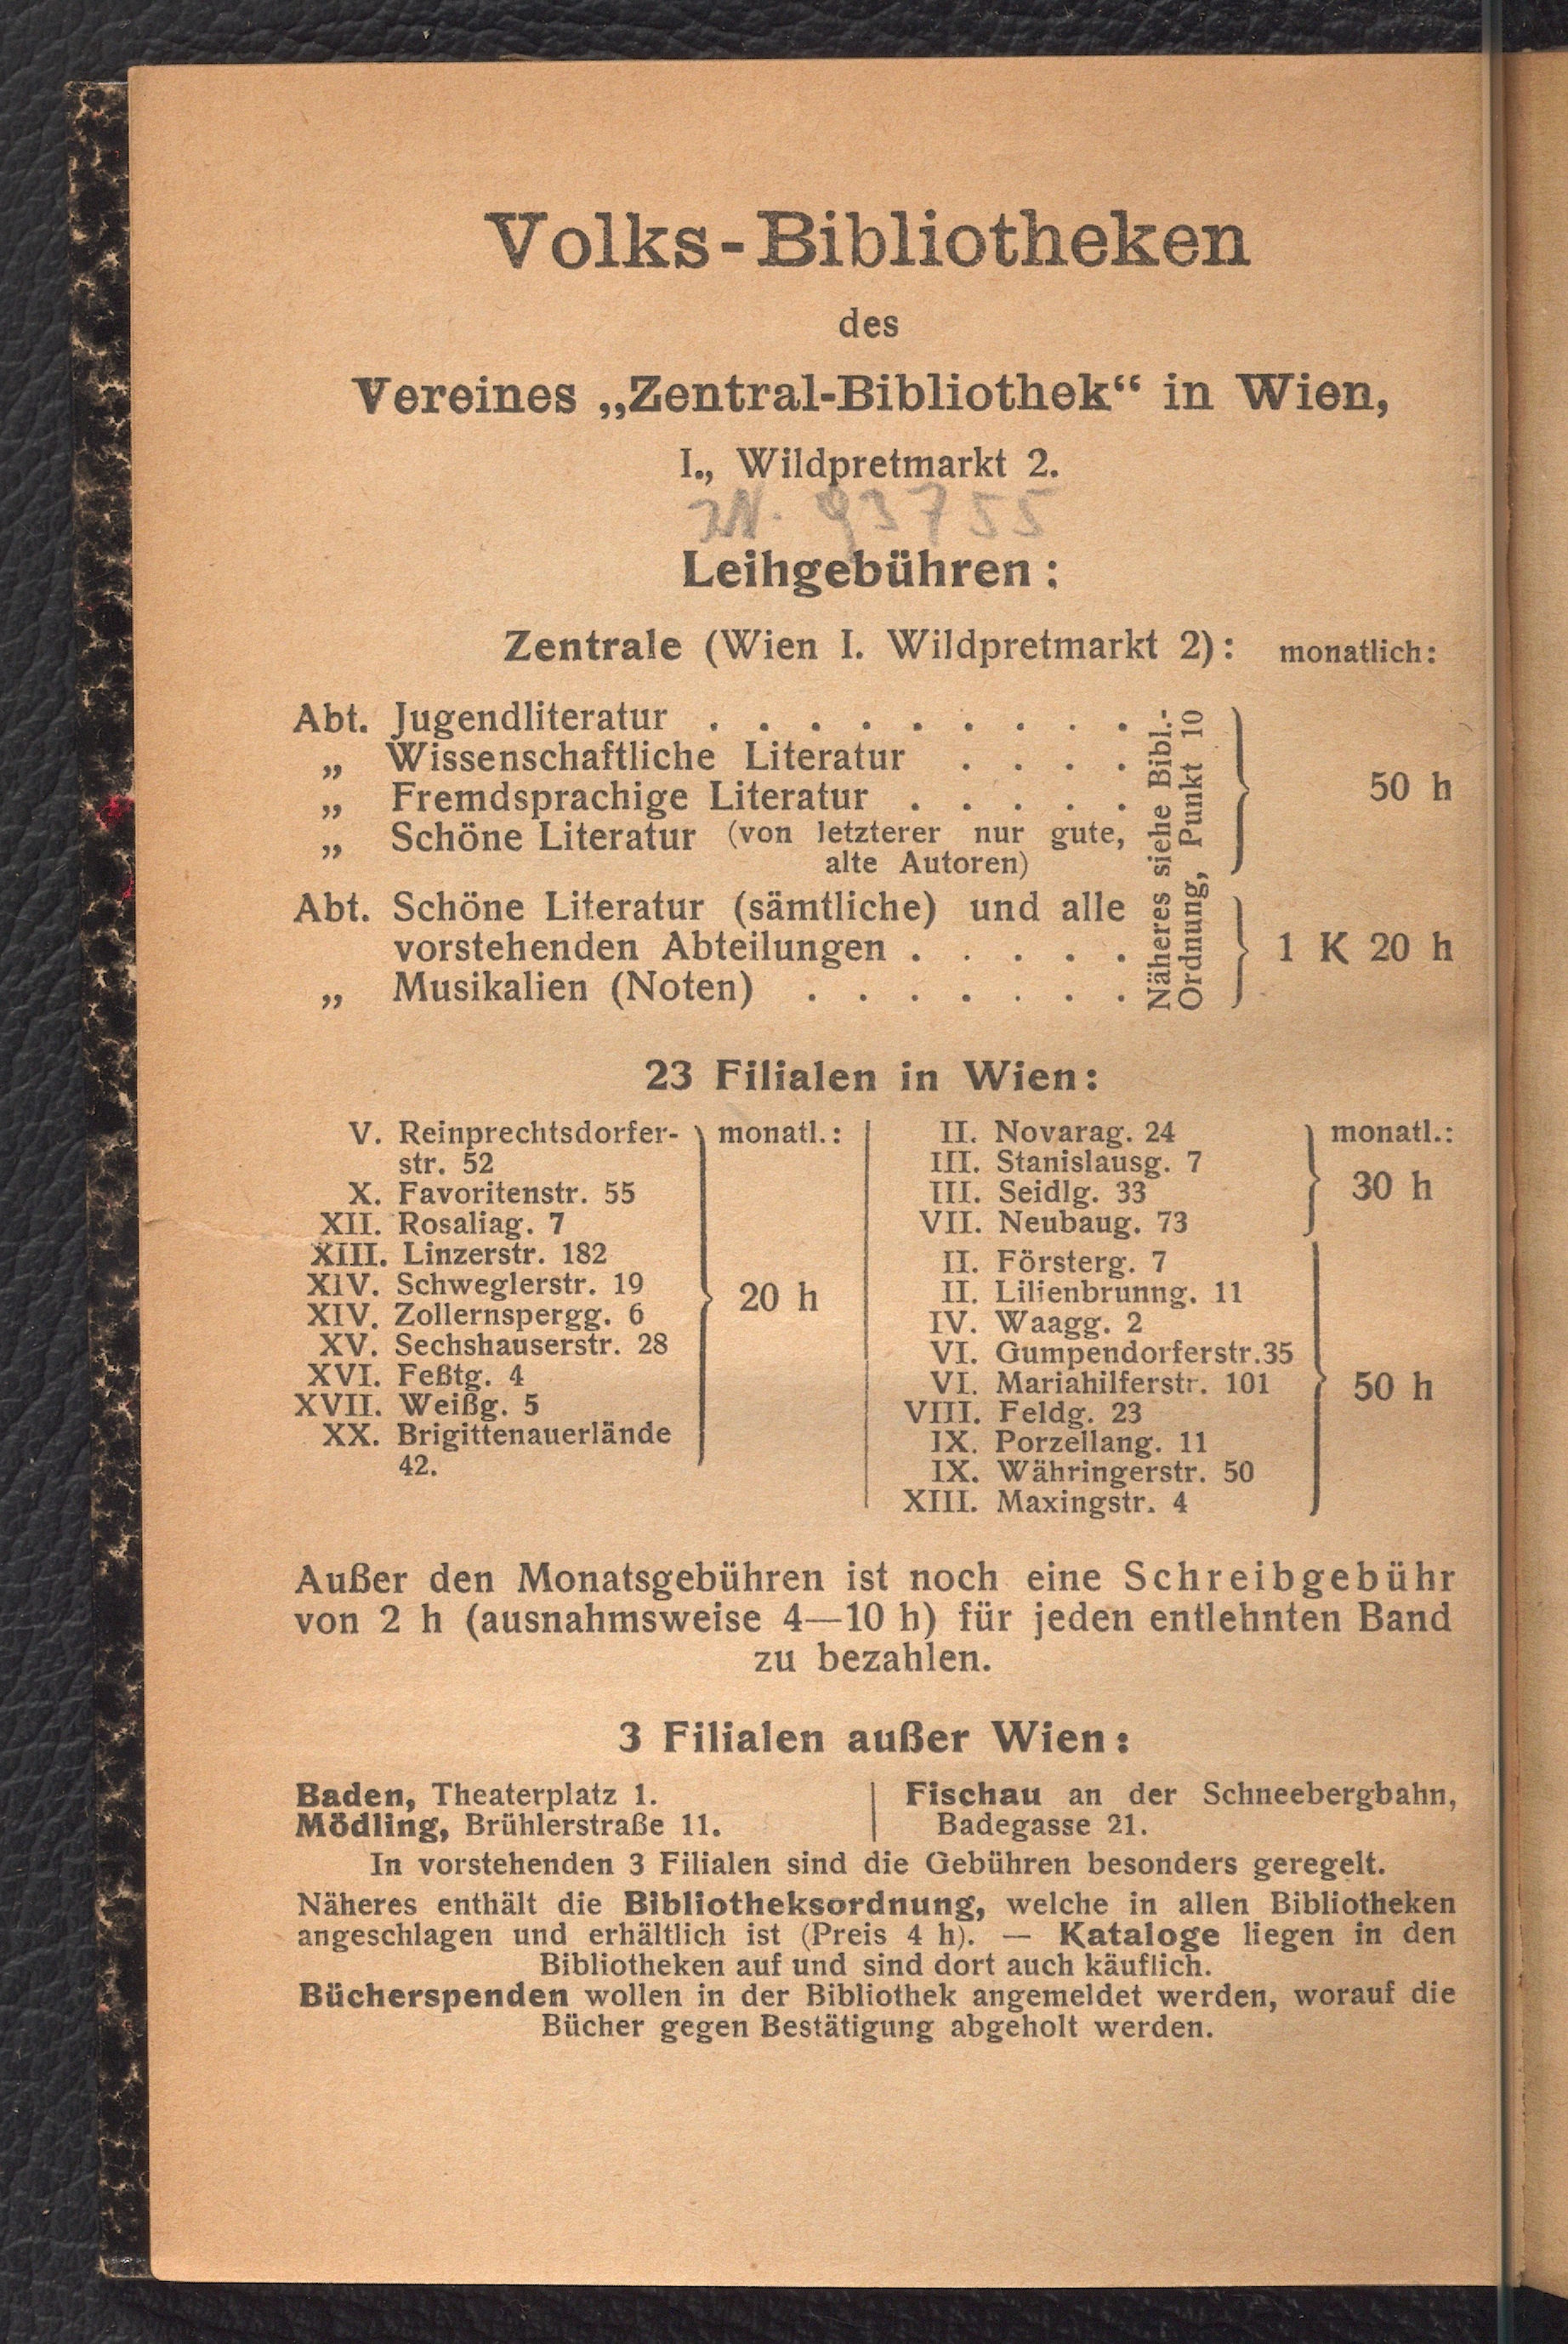 Volks-Bibliotheken
des
Vereines „Zentral-Bibliothek“ in Wien,
I., Wildpretmarkt 2.
JN. 93755
Leihgebühren:
Zentrale (Wien I. Wildpretmarkt 2): monatlich:
Abt. Jugendliteratur . . . . . . . . .
„ Wissenschaftliche Literatur . . . .
„ Fremdsprachige Literatur . . . . .
„ Schöne Literatur (von letzterer nur gute,
alte Autoren)
50 h
Abt. Schöne Literatur (sämtliche) und alle
vorstehenden Abteilungen . . . . .
„ Musikalien (Noten) . . . . . . .
1 K 20 h
Näheres siehe Bibl.-
Ordnung, Punkt 10
23 Filialen in Wien:
V. Reinprechtsdorfer-
str. 52
X. Favoritenstr. 55
XII. Rosaliag. 7
XIII. Linzerstr. 182
XIV. Schweglerstr. 19
XIV. Zollernspergg. 6
XV. Sechshauserstr. 28
XVI. Feßtg. 4
XVII. Weißg. 5
XX. Brigittenauerlände
42.
monatl.:
20 h
II. Novarag. 24
III. Stanislausg. 7
III. Seidlg. 33
VII. Neubaug. 73
monatl.:
30 h
II. Försterg. 7
II. Lilienbrunng. 11
IV. Waagg. 2
VI. Gumpendorferstr.35
VI. Mariahilferstr. 101
VIII. Feldg. 23
IX. Porzellang. 11
IX. Währingerstr. 50
XIII. Maxingstr. 4
50 h
Außer den Monatsgebühren ist noch eine Schreibgebühr
von 2 h (ausnahmsweise 4—10 h) für jeden entlehnten Band
zu bezahlen.
3 Filialen außer Wien:
Baden, Theaterplatz 1.
Mödling, Brühlerstraße 11.
Fischau an der Schneebergbahn,
Badegasse 21.
In vorstehenden 3 Filialen sind die Gebühren besonders geregelt.
Näheres enthält die Bibliotheksordnung, welche in allen Bibliotheken
angeschlagen und erhältlich ist (Preis 4 h). — Kataloge liegen in den
Bibliotheken auf und sind dort auch käuflich.
Bücherspenden wollen in der Bibliothek angemeldet werden, worauf die
Bücher gegen Bestätigung abgeholt werden.